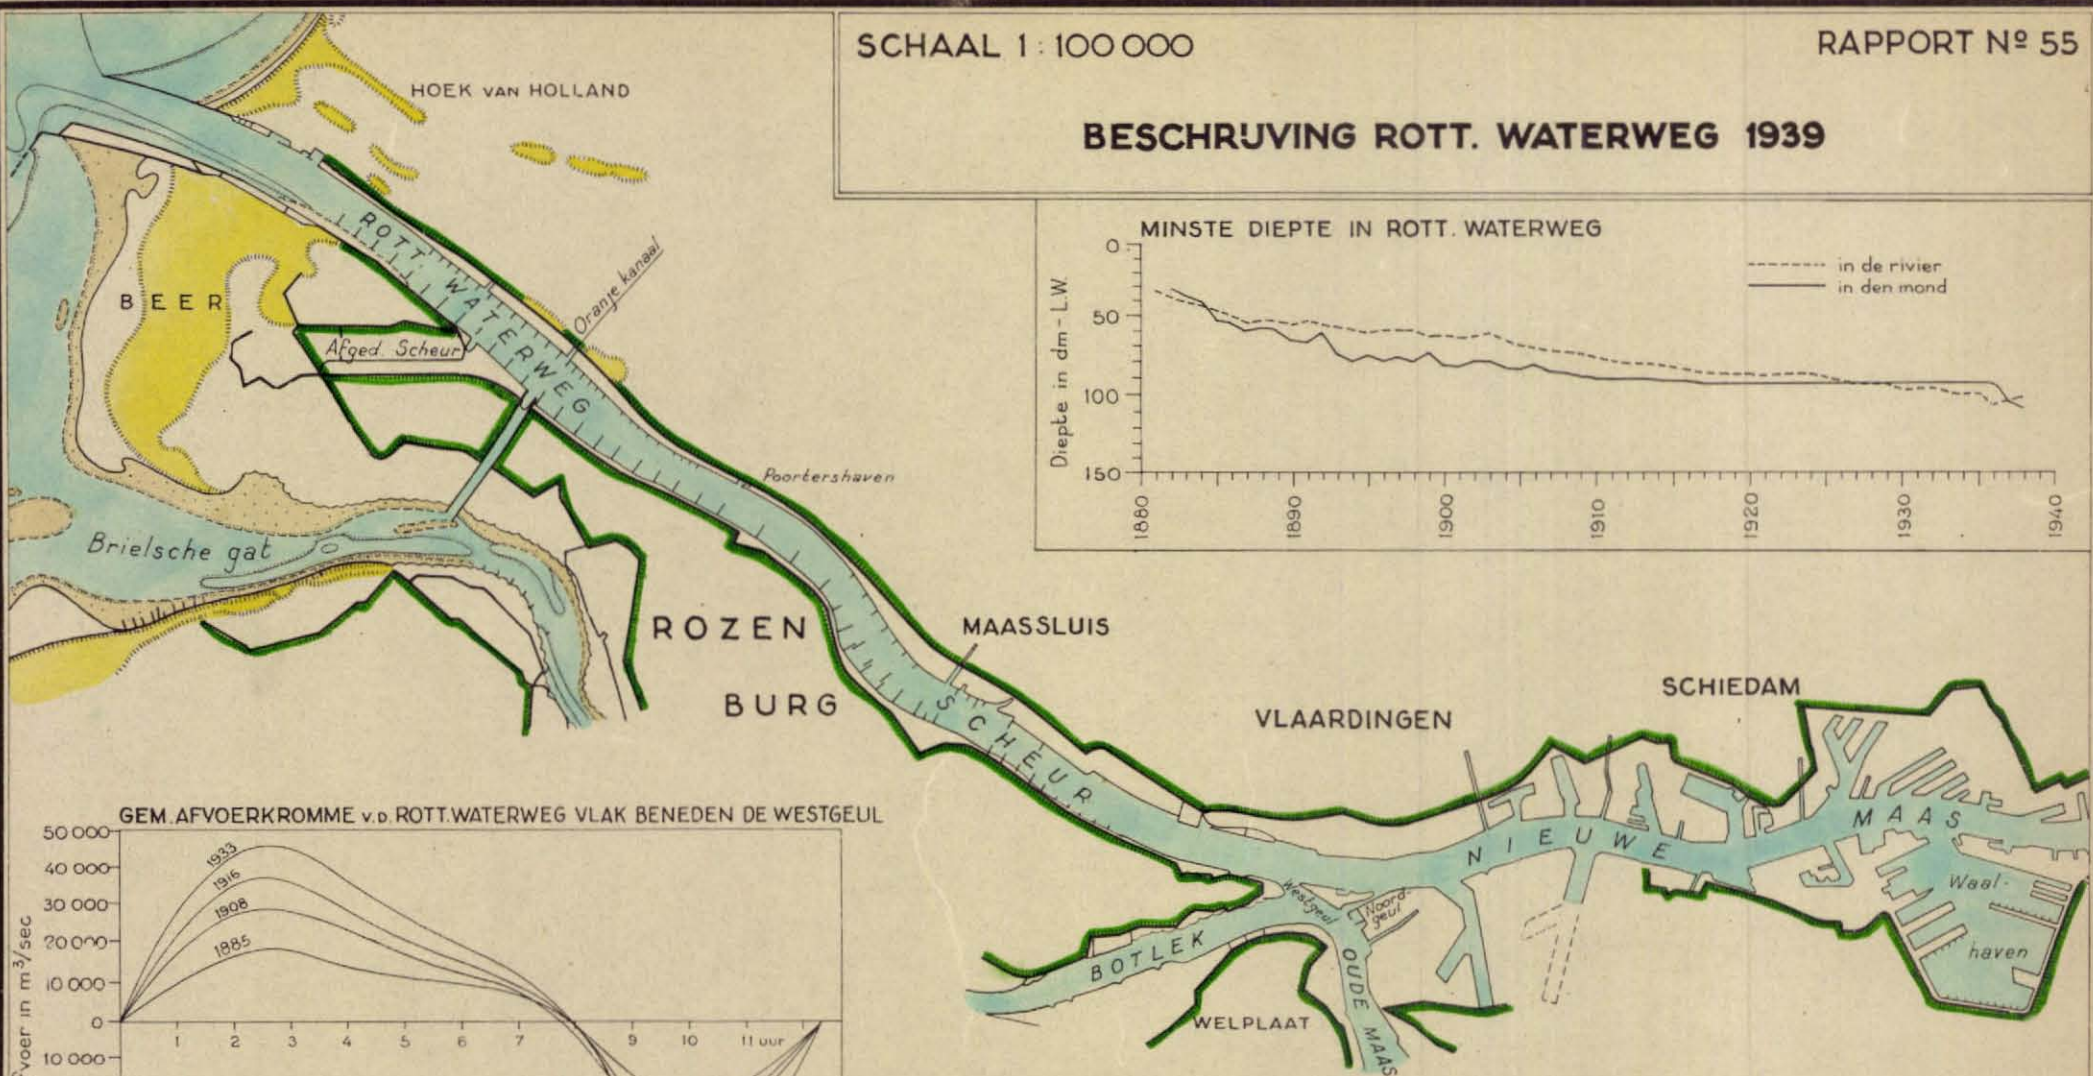 SCHAAL 1 : 100 000
RAPPORT Nº 55
BESCHRIJVING ROTT. WATERWEG 1939
HOEK VAN HOLLAND
MINSTE DIEPTE IN ROTT. WATERWEG
in de rivier
in den mond
Diepte in dm - L.W.
0
50
100
150
1880
1890
1900
1910
1920
1930
1940
ROTT. WATERWEG
Oranje kanaal
BEER
Afged. Scheur
Poortershaven
Brielsche gat
ROZEN
BURG
MAASSLUIS
SCHEUR
VLAARDINGEN
SCHIEDAM
NIEUWE MAAS
Waal-
haven
Westgeul
Noord-
geul
BOTLEK
OUDE MAAS
WELPLAAT
GEM. AFVOERKROMME v.D. ROTT.WATERWEG VLAK BENEDEN DE WESTGEUL
50 000
40 000
30 000
20 000
10 000
0
10 000
voer in m³/sec
1933
1916
1908
1885
1 2 3 4 5 6 7 9 10 11 uur